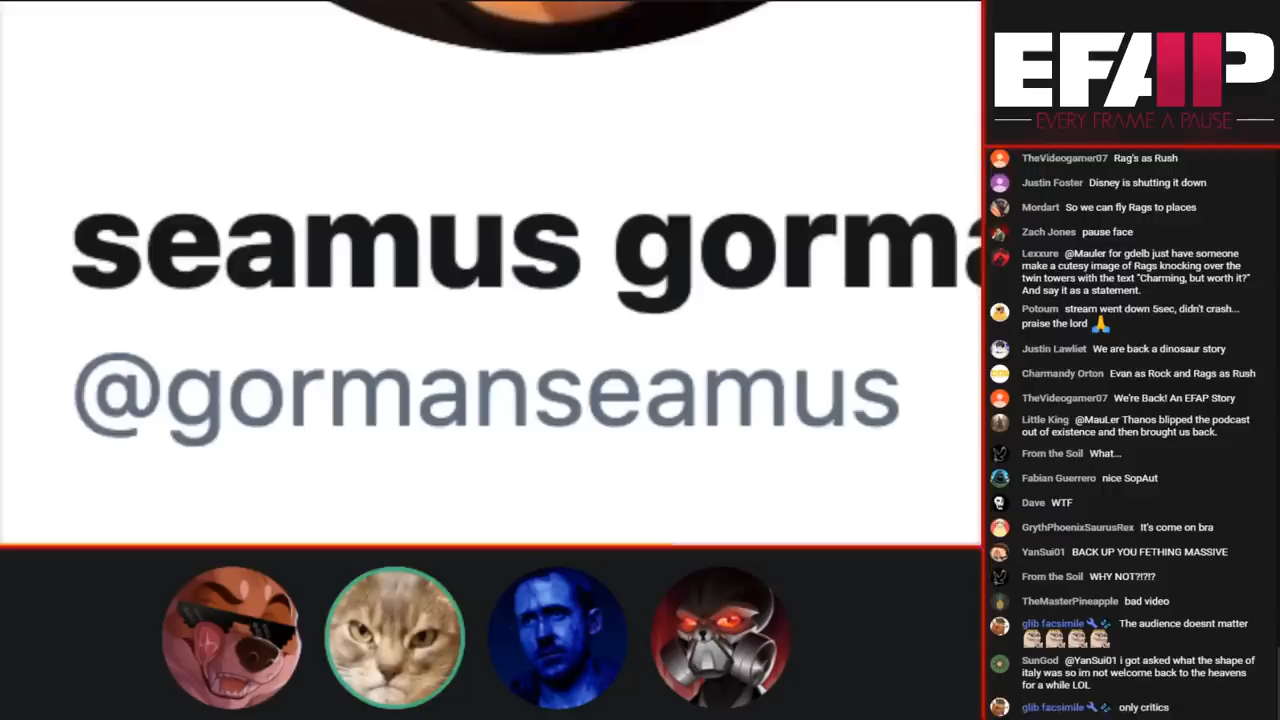 seamus gorma
@gormanseamus
EFAP
EVERY FRAME A PAUSE
TheVideogamer07 Rag's as Rush
Justin Foster Disney is shutting it down
Mordart So we can fly Rags to places
Zach Jones pause face
Lexxure @Mauler for gdelb just have someone
make a cutesy image of Rags knocking over the
twin towers with the text "Charming, but worth it?"
And say it as a statement.
Potoum stream went down 5sec, didn't crash...
praise the lord 🙏
Justin Lawliet We are back a dinosaur story
Charmandy Orton Evan as Rock and Rags as Rush
TheVideogamer07 We're Back! An EFAP Story
Little King @MauLer Thanos blipped the podcast
out of existence and then brought us back.
From the Soil What...
Fabian Guerrero nice SopAut
Dave WTF
GrythPhoenixSaurusRex It's come on bra
YanSui01 BACK UP YOU FETHING MASSIVE
From the Soil WHY NOT?!?!?
TheMasterPineapple bad video
glib facsimile The audience doesnt matter
SunGod @YanSui01 i got asked what the shape of
italy was so im not welcome back to the heavens
for a while LOL
glib facsimile only critics